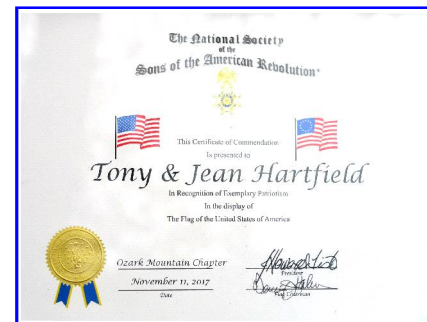 The National Society
of the
Sons of the American Revolution
This Certificate of Commendation
Is presented to
Tony & Jean Hartfield
In Recognition of Exemplary Patriotism
In the display of
The Flag of the United States of America
Ozark Mountain Chapter
President
November 11, 2017
Date
Flag Chairman